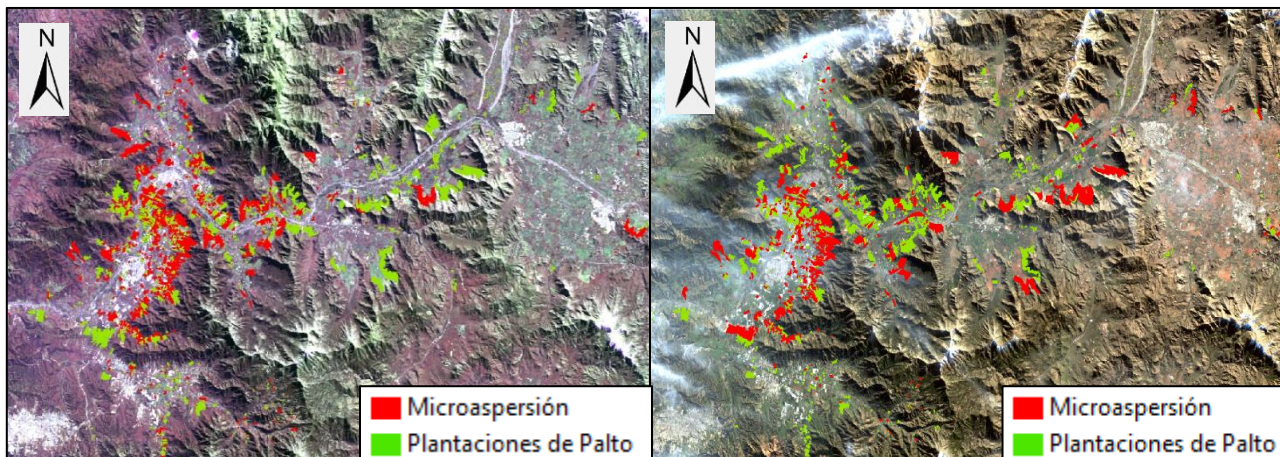 N
Microaspersión
Plantaciones de Palto
N
Microaspersión
Plantaciones de Palto